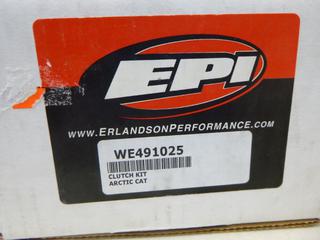 EPI
WWW.ERLANDSONPERFORMANCE.COM
WE491025
CLUTCH KIT
ARCTIC CAT